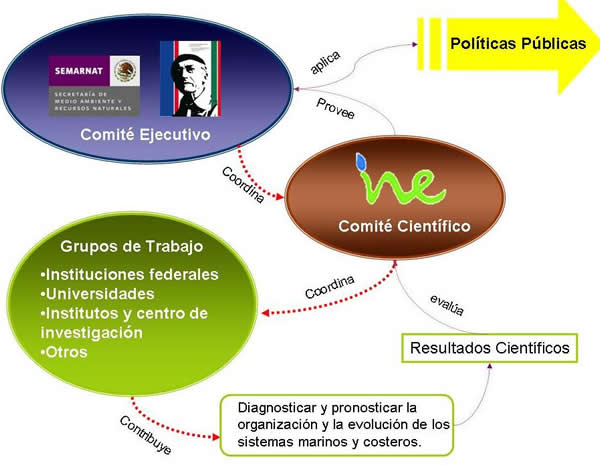 Políticas Públicas
aplica
SEMARNAT
SECRETARÍA DE
MEDIO AMBIENTE Y
RECURSOS NATURALES
Provee
Comité Ejecutivo
Coordina
ine
Comité Científico
Grupos de Trabajo
•Instituciones federales
•Universidades
•Institutos y centro de
investigación
•Otros
Coordina
evalúa
Resultados Científicos
Contribuye
Diagnosticar y pronosticar la
organización y la evolución de los
sistemas marinos y costeros.